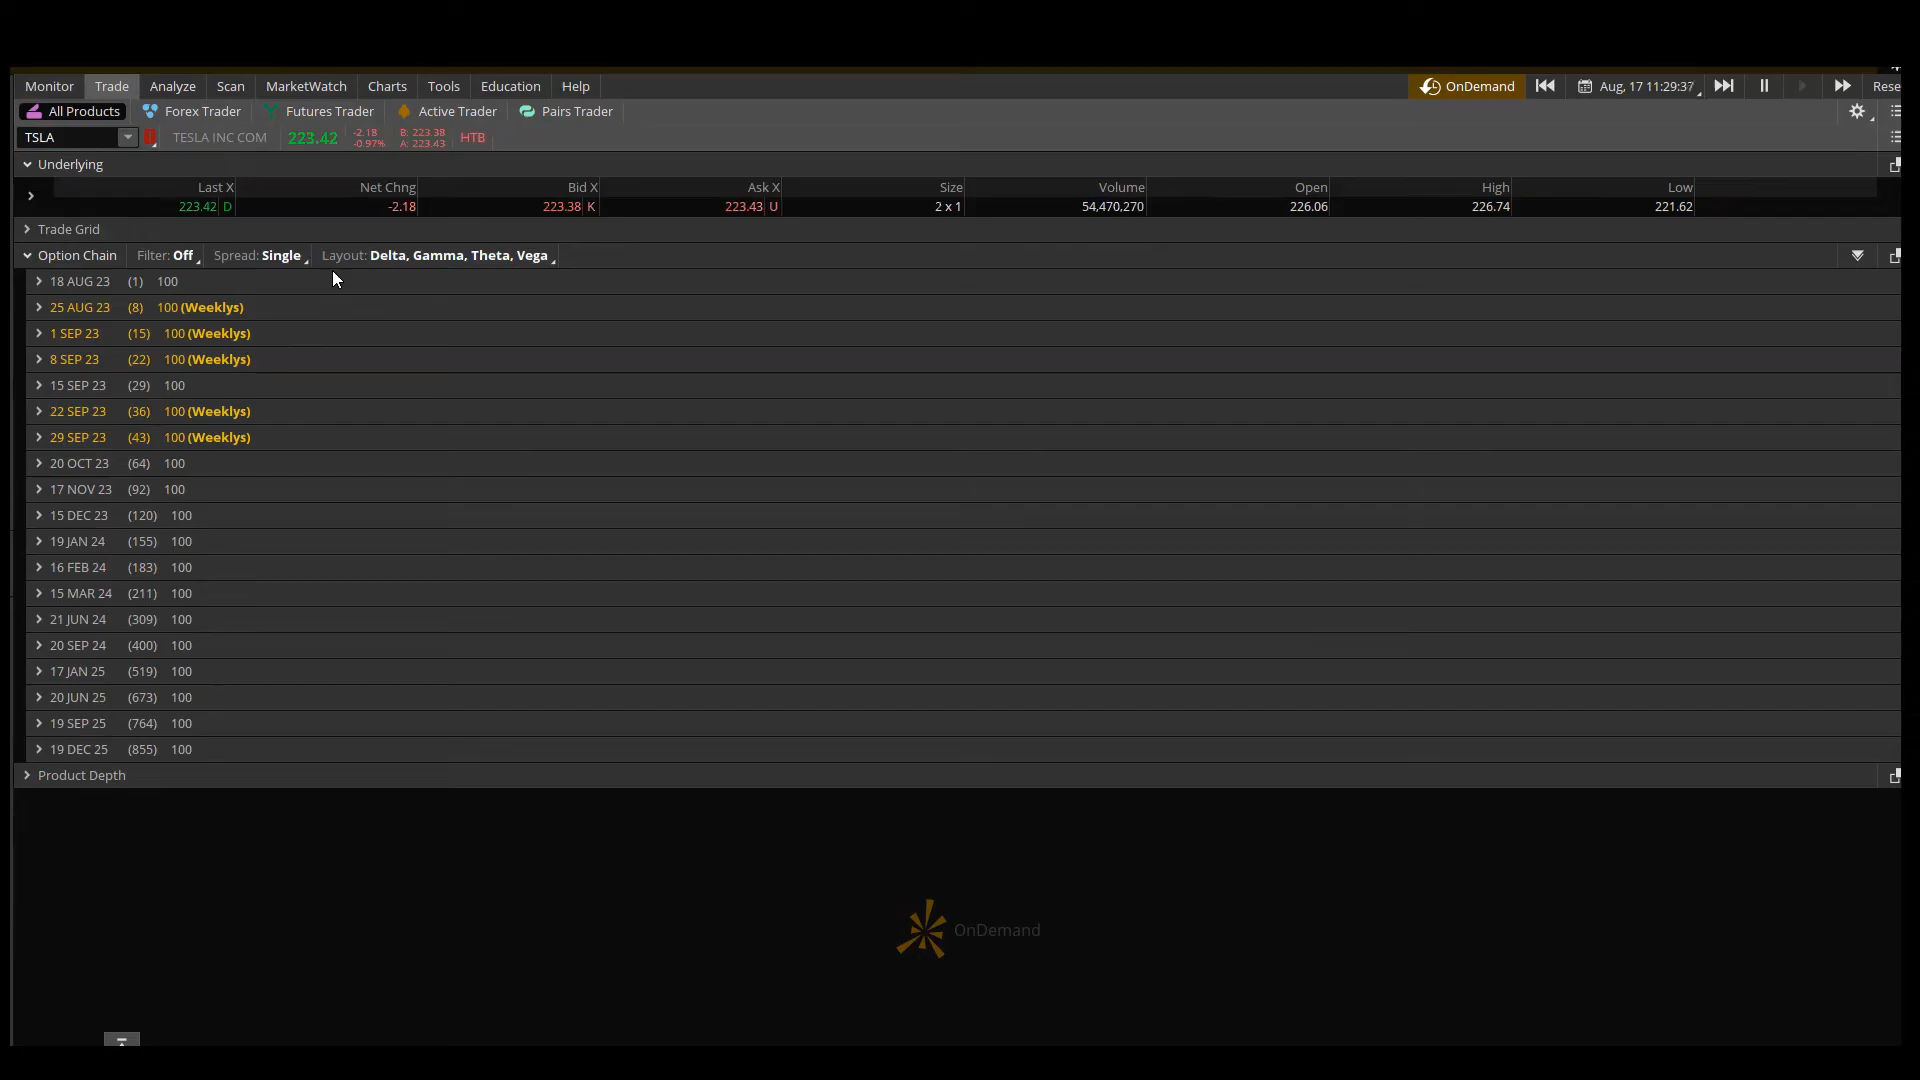 Monitor Trade Analyze Scan MarketWatch Charts Tools Education Help OnDemand Aug, 17 11:29:37 Rese
All Products Forex Trader Futures Trader Active Trader Pairs Trader
TSLA TESLA INC COM 223.42 -2.18 -0.97% B: 223.38 A: 223.43 HTB
Underlying
Last X Net Chng Bid X Ask X Size Volume Open High Low
223.42 D -2.18 223.38 K 223.43 U 2 x 1 54,470,270 226.06 226.74 221.62
Trade Grid
Option Chain Filter: Off Spread: Single Layout: Delta, Gamma, Theta, Vega
18 AUG 23 (1) 100
25 AUG 23 (8) 100 (Weeklys)
1 SEP 23 (15) 100 (Weeklys)
8 SEP 23 (22) 100 (Weeklys)
15 SEP 23 (29) 100
22 SEP 23 (36) 100 (Weeklys)
29 SEP 23 (43) 100 (Weeklys)
20 OCT 23 (64) 100
17 NOV 23 (92) 100
15 DEC 23 (120) 100
19 JAN 24 (155) 100
16 FEB 24 (183) 100
15 MAR 24 (211) 100
21 JUN 24 (309) 100
20 SEP 24 (400) 100
17 JAN 25 (519) 100
20 JUN 25 (673) 100
19 SEP 25 (764) 100
19 DEC 25 (855) 100
Product Depth
OnDemand